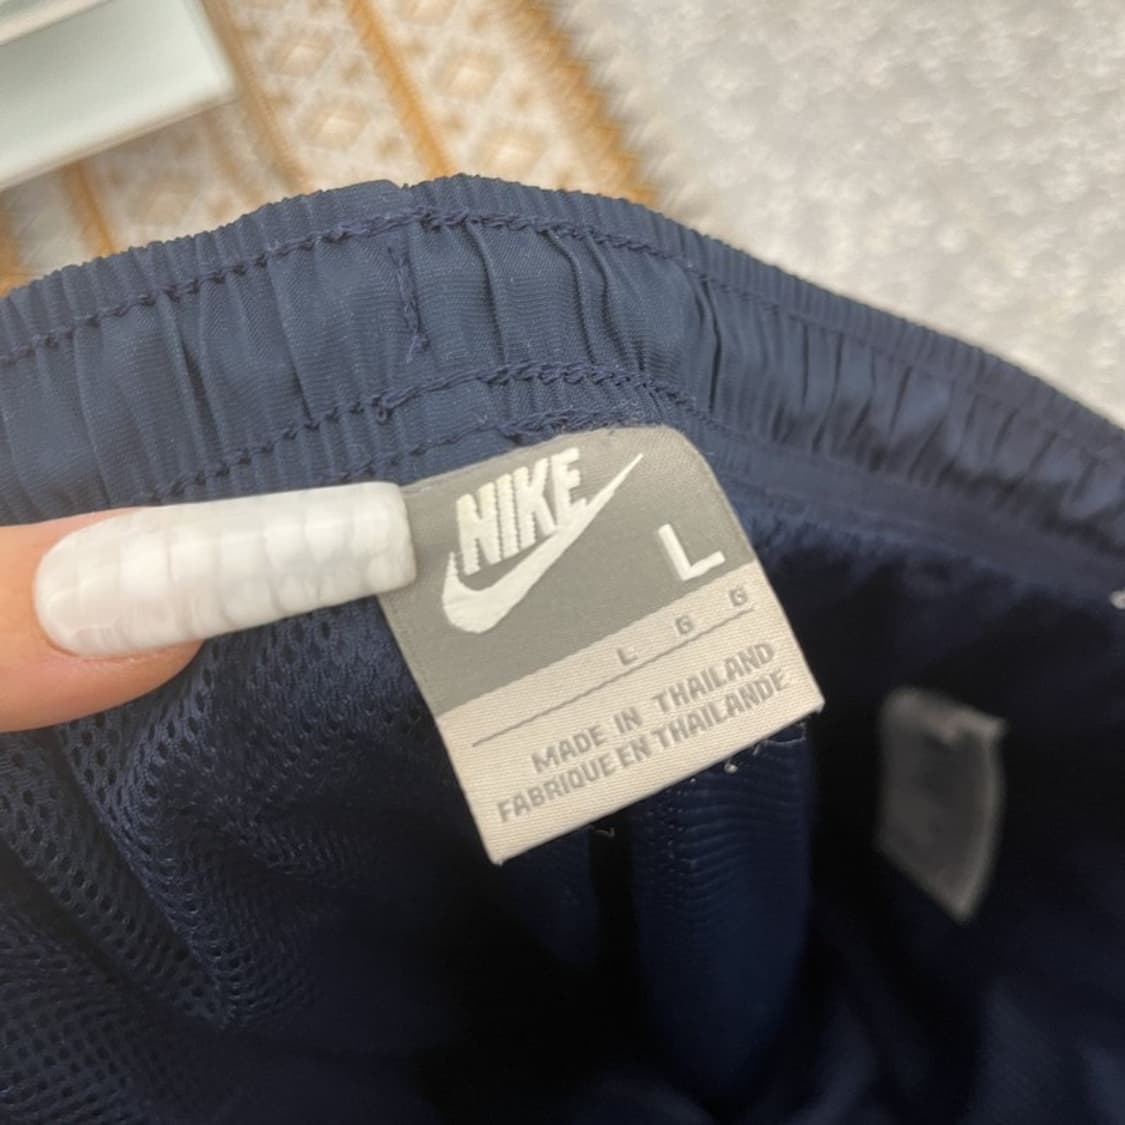 NIKE
L
L G G
MADE IN THAILAND
FABRIQUE EN THAILANDE